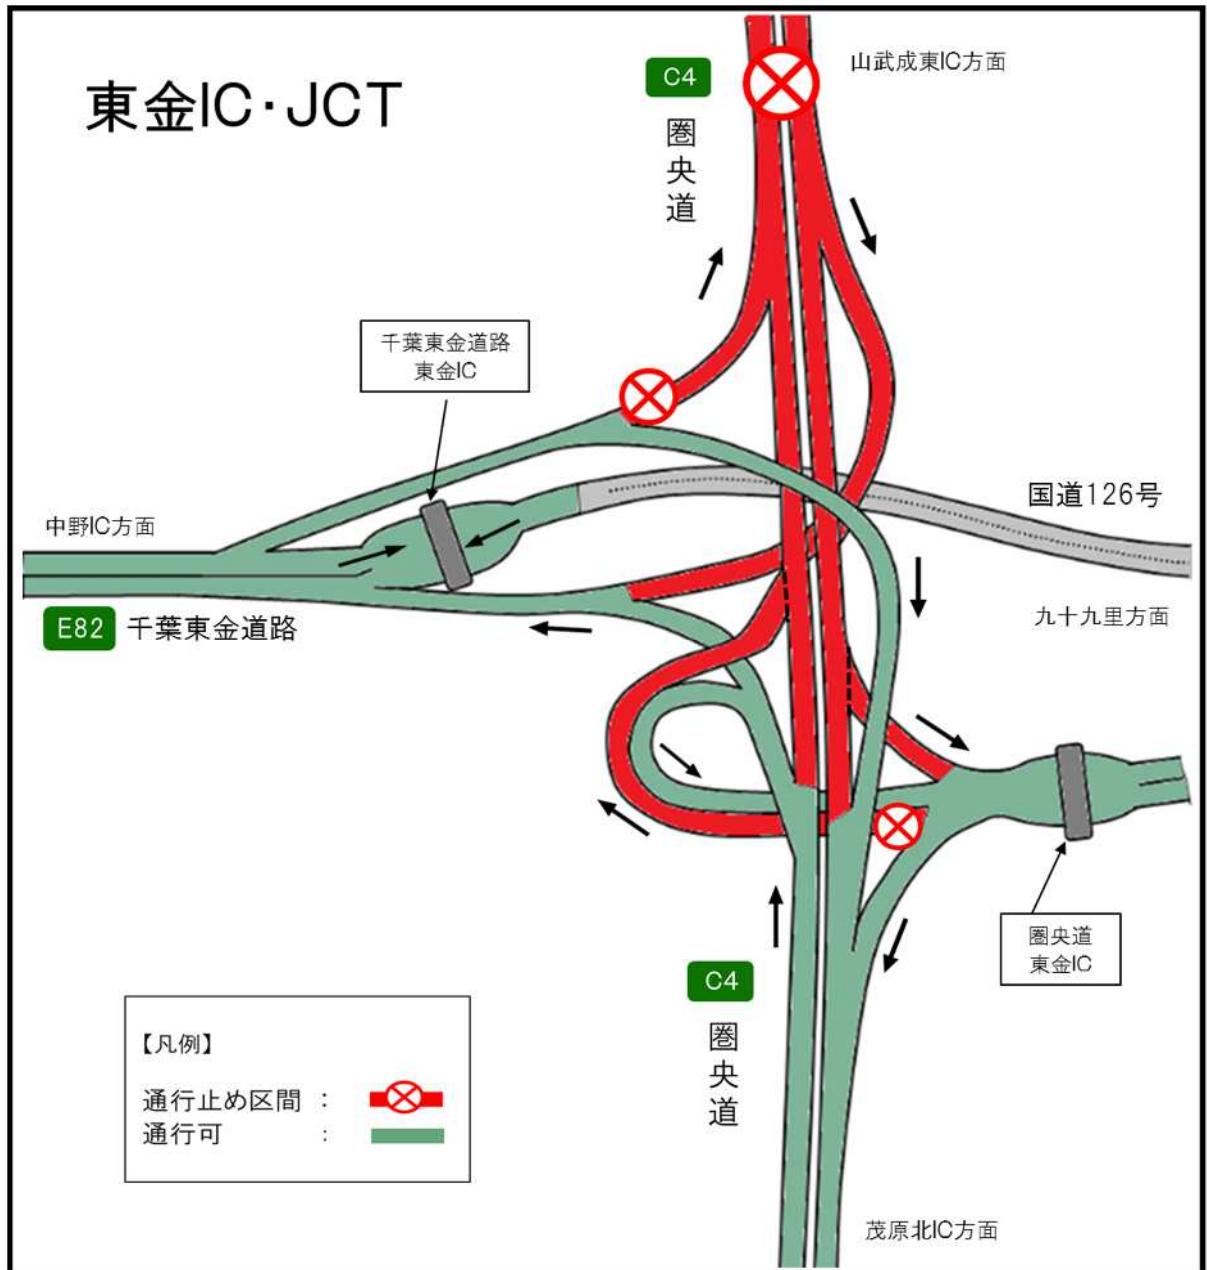 東金IC・JCT
C4
圏央道
山武成東IC方面
千葉東金道路
東金IC
国道126号
中野IC方面
E82 千葉東金道路
九十九里方面
圏央道
東金IC
C4
圏央道
【凡例】
通行止め区間 :
通行可 :
茂原北IC方面